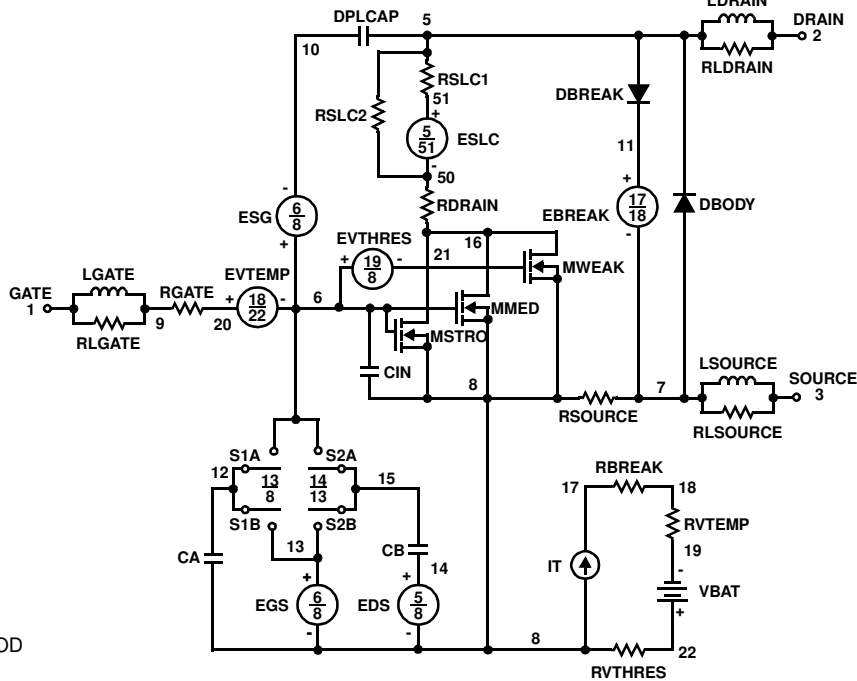 LDRAIN
DPLCAP 5 DRAIN
10 2
RLDRAIN
RSLC1
DBREAK
51
RSLC2 +
5
51
ESLC
11
-
50
- +
RDRAIN
ESG 6
8
EBREAK 17
18
DBODY
+ EVTHRES 16 -
+ 19
8
- 21
MWEAK
LGATE EVTEMP
GATE RGATE + 18
22
- 6
MMED
1
9 20
MSTRO
RLGATE
LSOURCE
CIN 8 7 SOURCE
3
RSOURCE
RLSOURCE
S1A S2A
12 13
8
14
13
15
RBREAK
17 18
S1B S2B
RVTEMP
13 CB
CA 19
IT 14 -
+ +
VBAT
EGS 6
8
EDS 5
8
+
- -
8
22
RVTHRES
OD